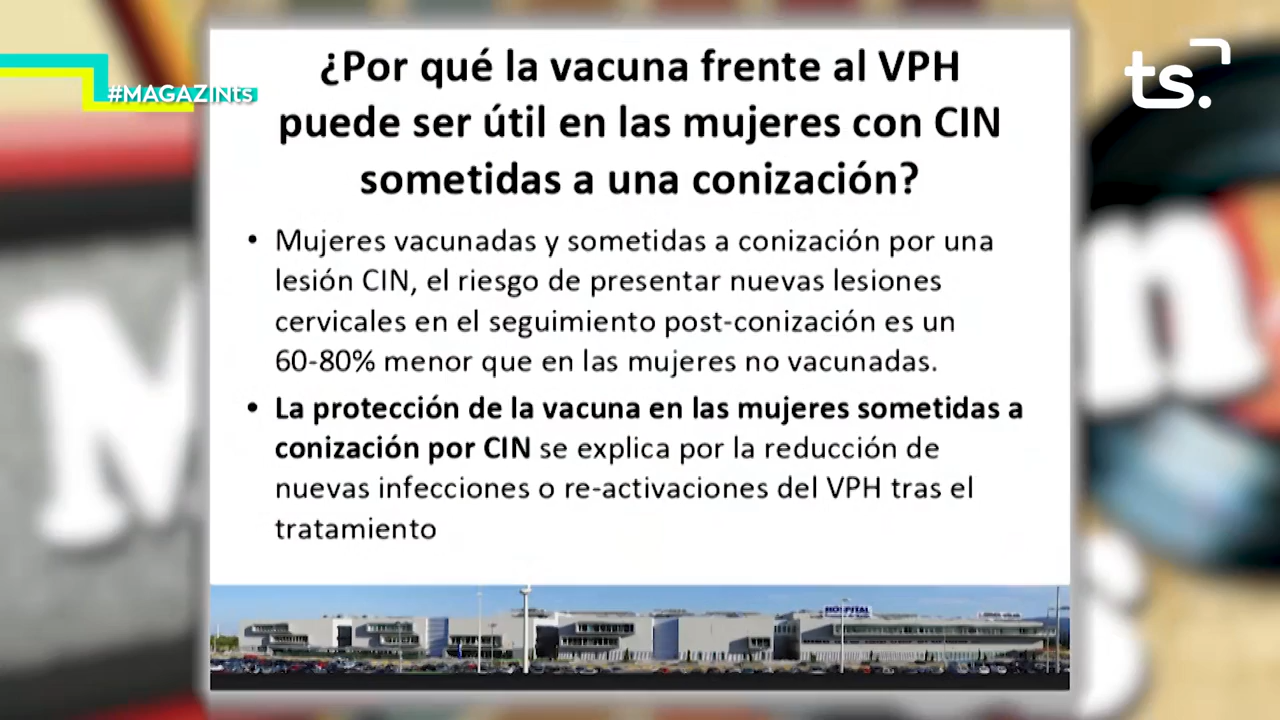 #MAGAZINts
ts.
¿Por qué la vacuna frente al VPH
puede ser útil en las mujeres con CIN
sometidas a una conización?
• Mujeres vacunadas y sometidas a conización por una
lesión CIN, el riesgo de presentar nuevas lesiones
cervicales en el seguimiento post-conización es un
60-80% menor que en las mujeres no vacunadas.
• La protección de la vacuna en las mujeres sometidas a
conización por CIN se explica por la reducción de
nuevas infecciones o re-activaciones del VPH tras el
tratamiento
HOSPITAL